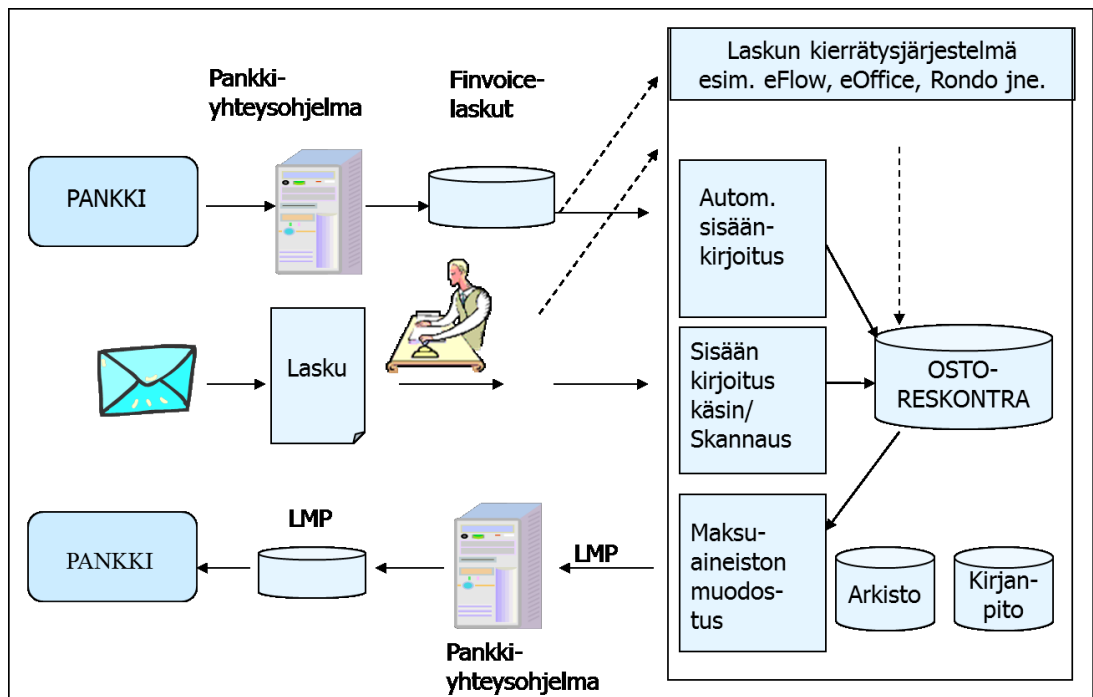 Laskun kierrätysjärjestelmä
esim. eFlow, eOffice, Rondo jne.
Pankki-
yhteysohjelma
Finvoice-
laskut
PANKKI
Autom.
sisään-
kirjoitus
Lasku
Sisään
kirjoitus
käsin/
Skannaus
OSTO-
RESKONTRA
PANKKI
LMP
LMP
Pankki-
yhteysohjelma
Maksu-
aineiston
muodos-
tus
Arkisto
Kirjan-
pito